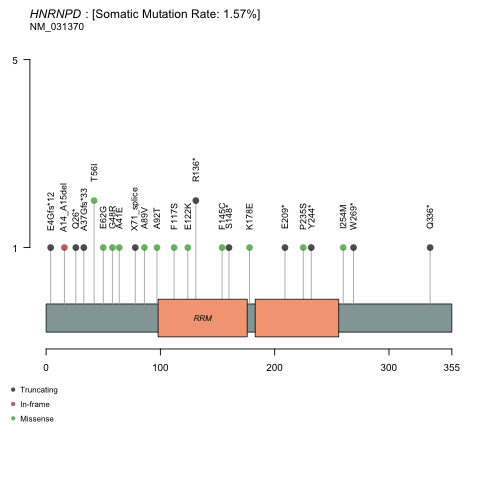 HNRNPD : [Somatic Mutation Rate: 1.57%]
NM_031370
5
1
E4Gfs*12
A14_A15del
Q26*
A37Gfs*33
T56I
E62G
G48R
A41E
X71_splice
A89V
A92T
F117S
E122K
R136*
F145C
S148*
K178E
E209*
P235S
Y244*
I254M
W269*
Q336*
RRM
0 100 200 300 355
Truncating
In-frame
Missense